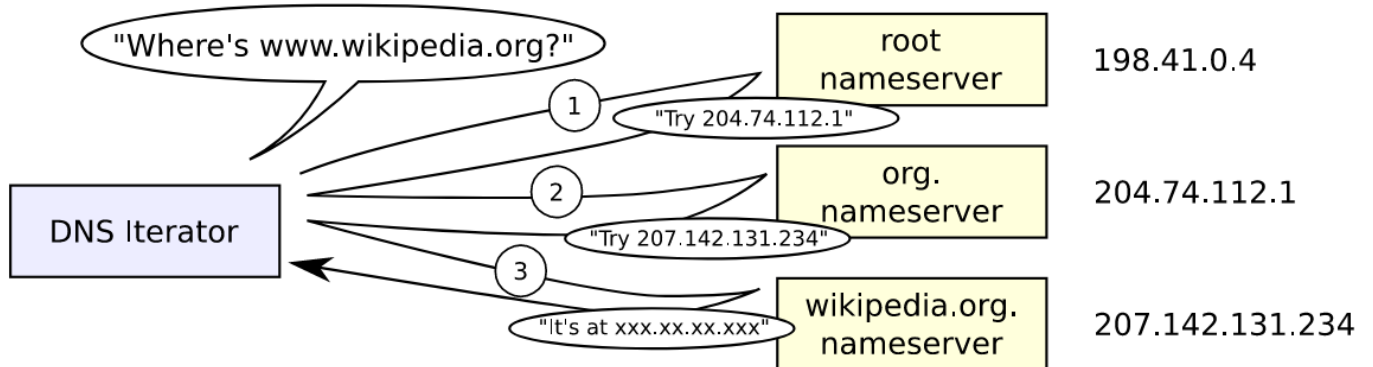 "Where's www.wikipedia.org?"
root
nameserver
198.41.0.4
1
"Try 204.74.112.1"
org.
nameserver
204.74.112.1
2
"Try 207.142.131.234"
DNS Iterator
3
"It's at xxx.xx.xx.xxx"
wikipedia.org.
nameserver
207.142.131.234